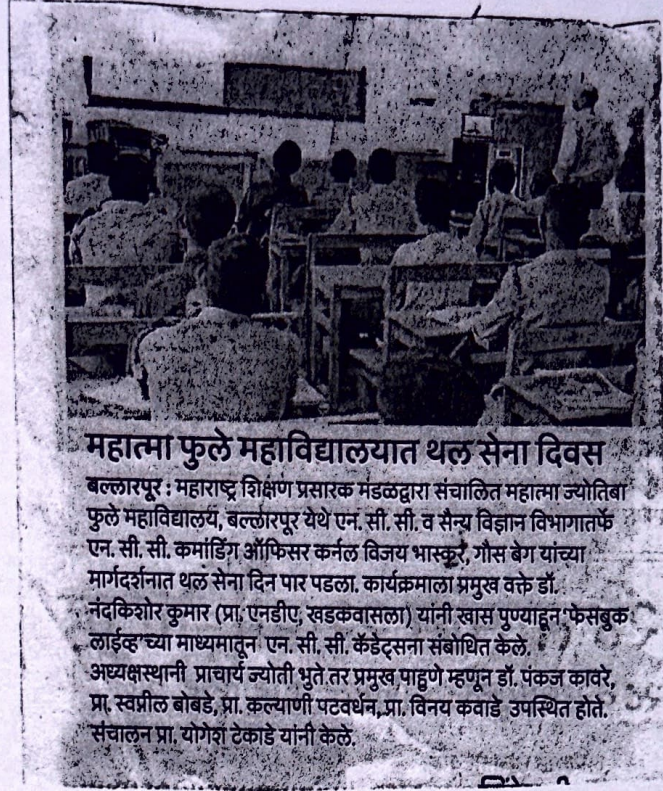 महात्मा फुले महाविद्यालयात थल सेना दिवस
बल्लारपूर : महाराष्ट्र शिक्षण प्रसारक मंडळद्वारा संचालित महात्मा ज्योतिबा
फुले महाविद्यालय, बल्लारपूर येथे एन. सी. सी. व सैन्य विज्ञान विभागातर्फे
एन. सी. सी. कमांडिंग ऑफिसर कर्नल विजय भास्कुरे, गौस बेग यांच्या
मार्गदर्शनात थल सेना दिन पार पडला. कार्यक्रमाला प्रमुख वक्ते डॉ.
नंदकिशोर कुमार (प्रा. एनडीए, खडकवासला) यांनी खास पुण्याहून 'फेसबुक
लाईव्ह'च्या माध्यमातून एन. सी. सी. कॅडेट्सना संबोधित केले.
अध्यक्षस्थानी प्राचार्य ज्योती भुते.तर प्रमुख पाहुणे म्हणून डॉ. पंकज कावरे,
प्रा. स्वप्नील बोबडे, प्रा. कल्याणी पटवर्धन, प्रा. विनय कवाडे उपस्थित होते.
संचालन प्रा. योगेश टेकाडे यांनी केले.